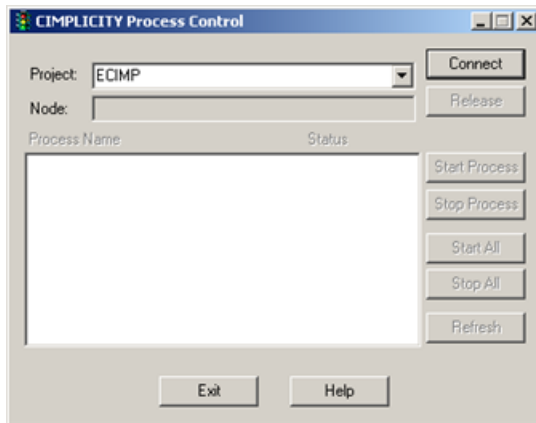 CIMPLICITY Process Control
Project: ECIMP
Connect
Node:
Release
Process Name Status
Start Process
Stop Process
Start All
Stop All
Refresh
Exit Help